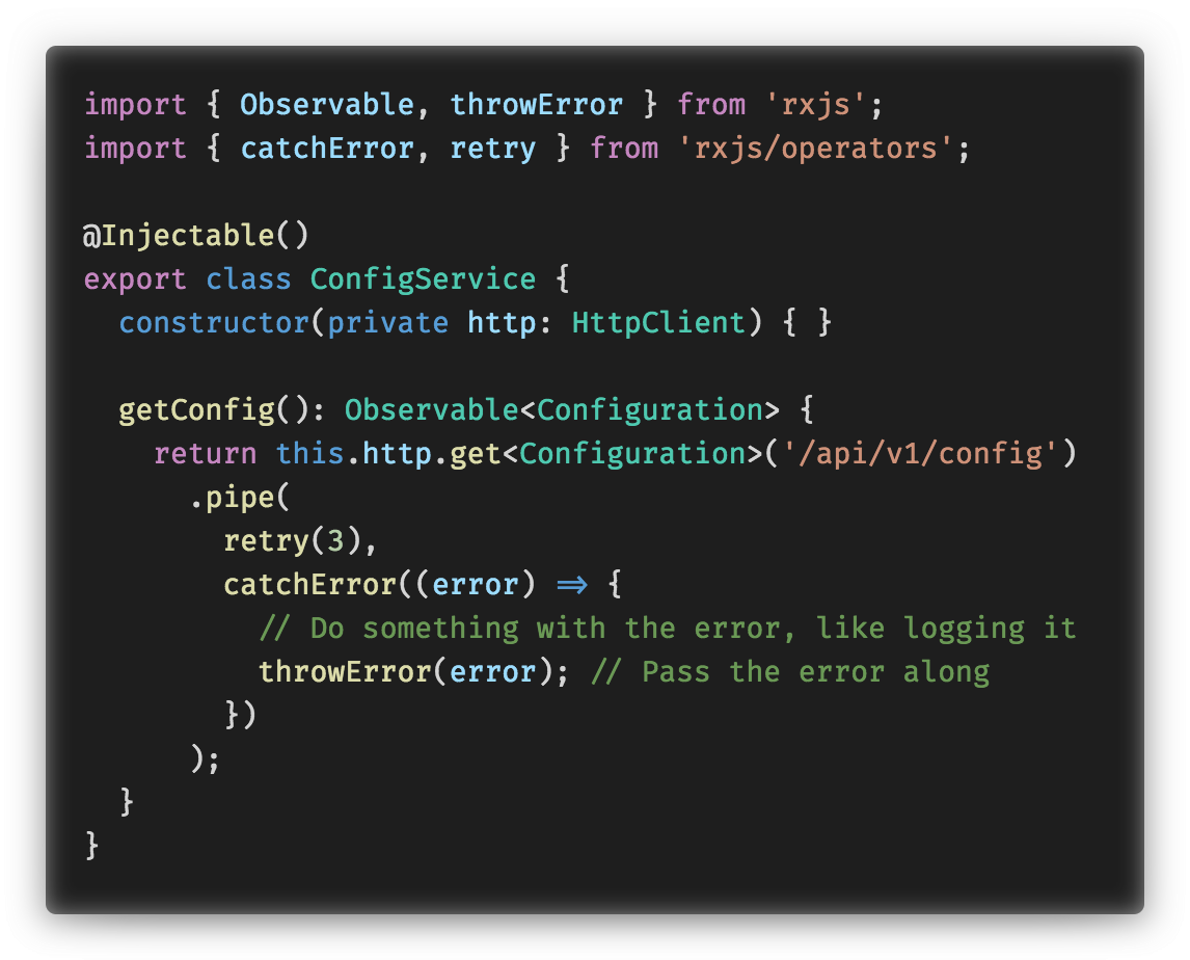 import { Observable, throwError } from 'rxjs';
import { catchError, retry } from 'rxjs/operators';

@Injectable()
export class ConfigService {
  constructor(private http: HttpClient) { }

  getConfig(): Observable<Configuration> {
    return this.http.get<Configuration>('/api/v1/config')
      .pipe(
        retry(3),
        catchError((error) => {
          // Do something with the error, like logging it
          throwError(error); // Pass the error along
        })
      );
  }
}